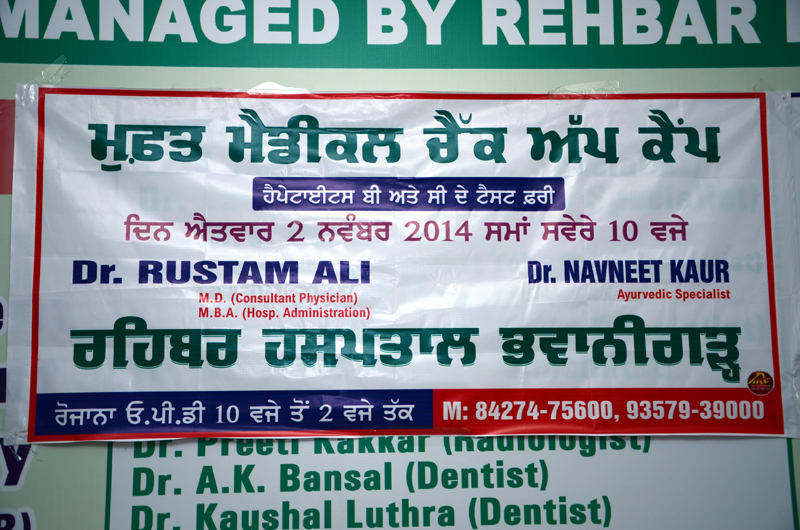 MANAGED BY REHBAR
ਮੁਫ਼ਤ ਮੈਡੀਕਲ ਚੈੱਕ ਅੱਪ ਕੈਂਪ
ਹੈਪੇਟਾਈਟਸ ਬੀ ਅਤੇ ਸੀ ਦੇ ਟੈਸਟ ਫ਼ਰੀ
ਦਿਨ ਐਤਵਾਰ 2 ਨਵੰਬਰ 2014 ਸਮਾਂ ਸਵੇਰੇ 10 ਵਜੇ
Dr. RUSTAM ALI
M.D. (Consultant Physician)
M.B.A. (Hosp. Administration)
Dr. NAVNEET KAUR
Ayurvedic Specialist
ਰਹਿਬਰ ਹਸਪਤਾਲ ਭਵਾਨੀਗੜ੍ਹ
ਰੋਜਾਨਾ ਓ.ਪੀ.ਡੀ 10 ਵਜੇ ਤੋਂ 2 ਵਜੇ ਤੱਕ
M: 84274-75600, 93579-39000
Dr. Preeti Kakkar (Radiologist)
Dr. A.K. Bansal (Dentist)
Dr. Kaushal Luthra (Dentist)